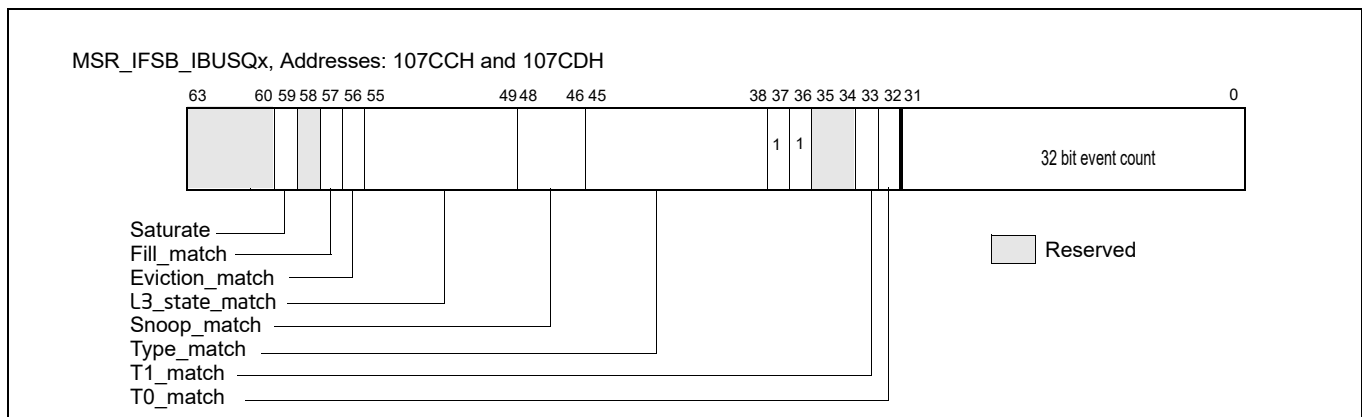 MSR_IFSB_IBUSQx, Addresses: 107CCH and 107CDH
63 60 59 58 57 56 55 49 48 46 45 38 37 36 35 34 33 32 31 0
1 1 32 bit event count
Saturate
Fill_match
Eviction_match
L3_state_match
Snoop_match
Type_match
T1_match
T0_match
Reserved